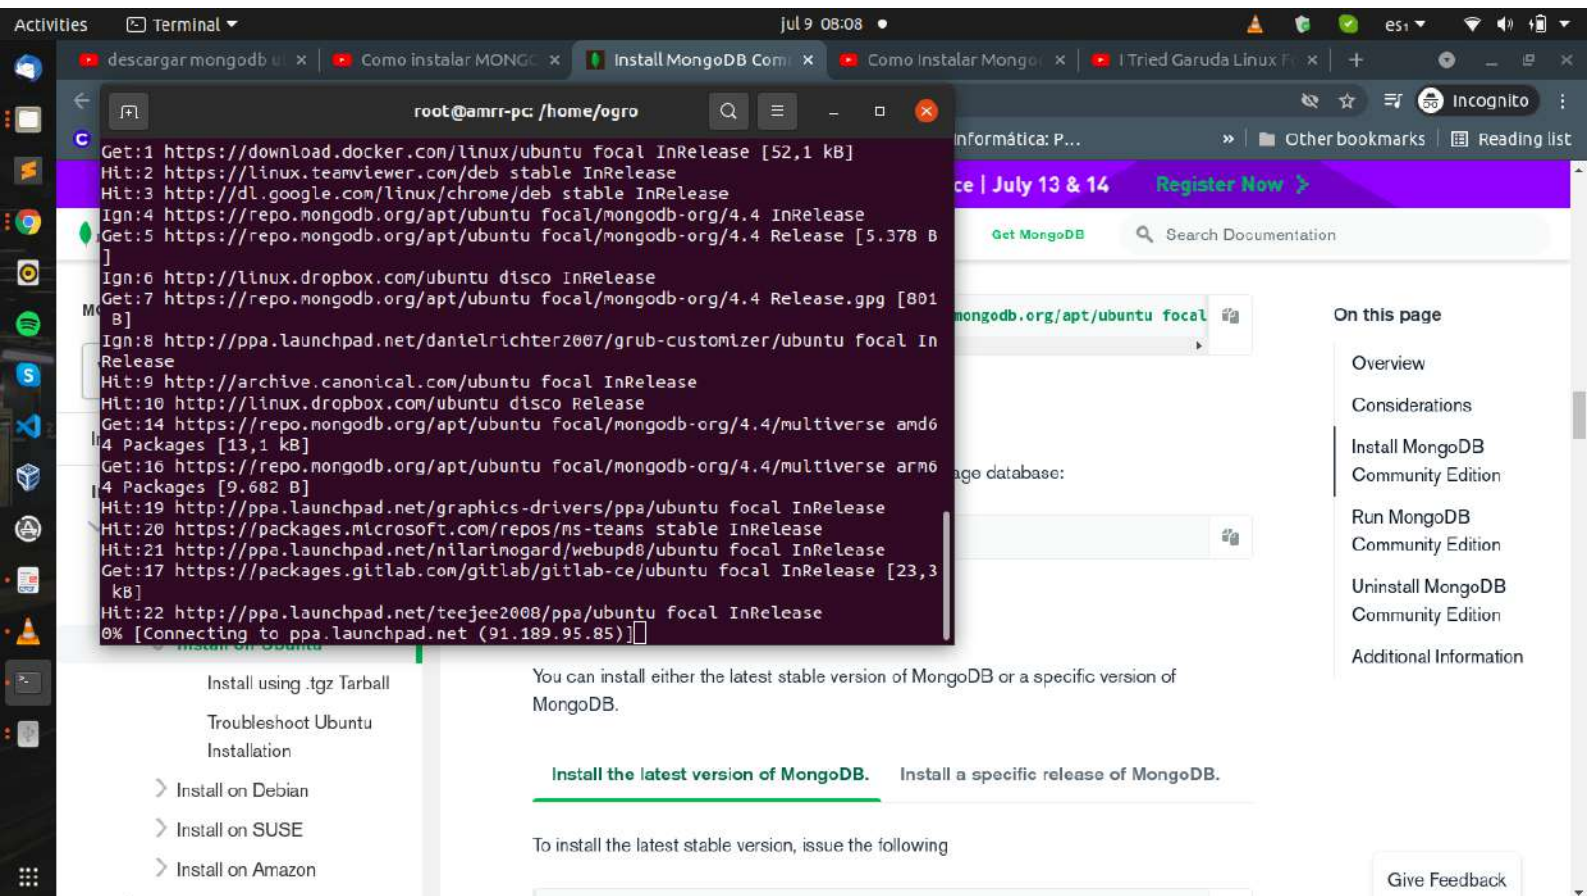 Activities
Terminal
jul 9 08:08
es₁
descargar mongodb u
Como instalar MONGO
Install MongoDB Com
Como Instalar Mongo
I Tried Garuda Linux F
Incognito
root@amrr-pc: /home/ogro
informática: P...
»
Other bookmarks
Reading list
Get:1 https://download.docker.com/linux/ubuntu focal InRelease [52,1 kB]
Hit:2 https://linux.teamviewer.com/deb stable InRelease
Hit:3 http://dl.google.com/linux/chrome/deb stable InRelease
Ign:4 https://repo.mongodb.org/apt/ubuntu focal/mongodb-org/4.4 InRelease
Get:5 https://repo.mongodb.org/apt/ubuntu focal/mongodb-org/4.4 Release [5.378 B
]
Ign:6 http://linux.dropbox.com/ubuntu disco InRelease
Get:7 https://repo.mongodb.org/apt/ubuntu focal/mongodb-org/4.4 Release.gpg [801
B]
Ign:8 http://ppa.launchpad.net/danielrichter2007/grub-customizer/ubuntu focal In
Release
Hit:9 http://archive.canonical.com/ubuntu focal InRelease
Hit:10 http://linux.dropbox.com/ubuntu disco Release
Get:14 https://repo.mongodb.org/apt/ubuntu focal/mongodb-org/4.4/multiverse amd6
4 Packages [13,1 kB]
Get:16 https://repo.mongodb.org/apt/ubuntu focal/mongodb-org/4.4/multiverse arm6
4 Packages [9.682 B]
Hit:19 http://ppa.launchpad.net/graphics-drivers/ppa/ubuntu focal InRelease
Hit:20 https://packages.microsoft.com/repos/ms-teams stable InRelease
Hit:21 http://ppa.launchpad.net/nilarimogard/webupd8/ubuntu focal InRelease
Get:17 https://packages.gitlab.com/gitlab/gitlab-ce/ubuntu focal InRelease [23,3
kB]
Hit:22 http://ppa.launchpad.net/teejee2008/ppa/ubuntu focal InRelease
0% [Connecting to ppa.launchpad.net (91.189.95.85)]
ce | July 13 & 14
Register Now
Get MongoDB
Search Documentation
mongodb.org/apt/ubuntu focal
age database:
On this page
Overview
Considerations
Install MongoDB
Community Edition
Run MongoDB
Community Edition
Uninstall MongoDB
Community Edition
Additional Information
Install on Ubuntu
Install using .tgz Tarball
Troubleshoot Ubuntu
Installation
Install on Debian
Install on SUSE
Install on Amazon
You can install either the latest stable version of MongoDB or a specific version of
MongoDB.
Install the latest version of MongoDB.
Install a specific release of MongoDB.
To install the latest stable version, issue the following
Give Feedback